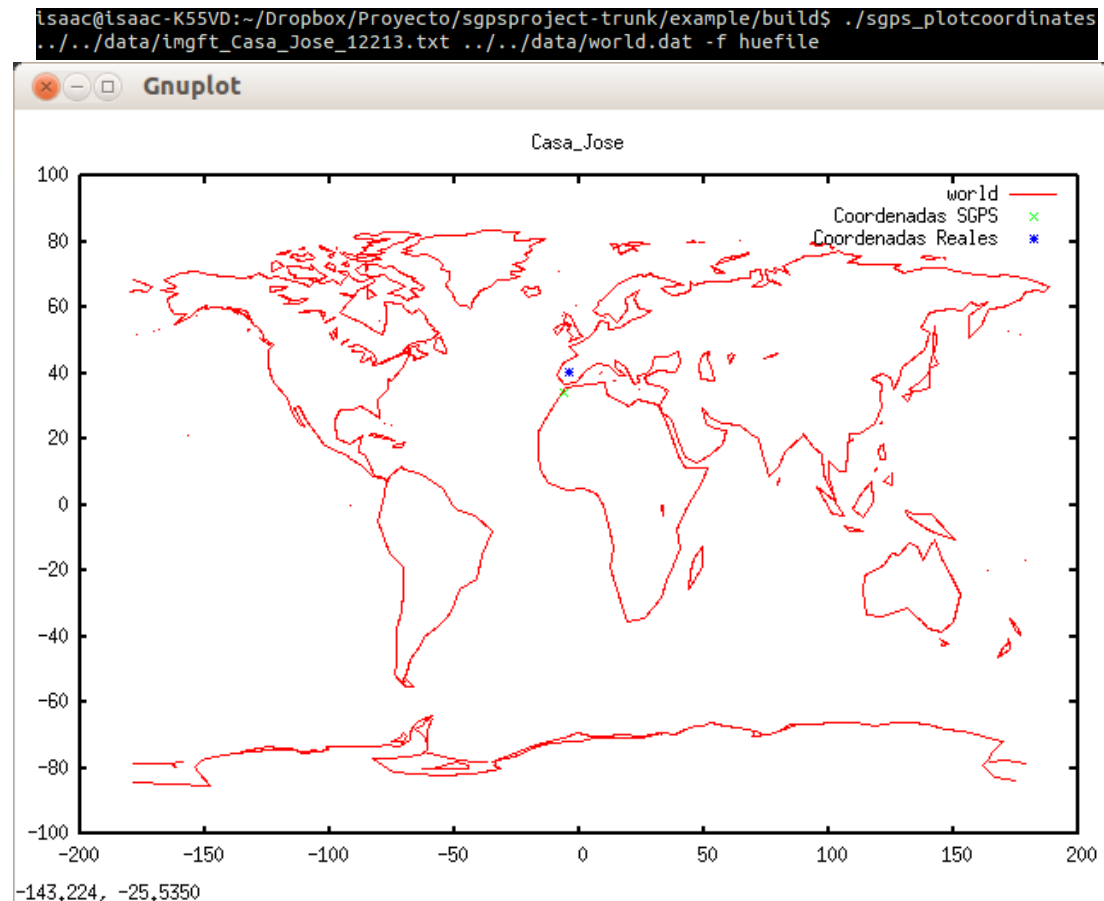 isaac@isaac-K55VD:~/Dropbox/Proyecto/sgpsproject-trunk/example/build$ ./sgps_plotcoordinates
../../data/imgft_Casa_Jose_12213.txt ../../data/world.dat -f huefile
Gnuplot
Casa_Jose
world
Coordenadas SGPS
Coordenadas Reales
100
80
60
40
20
0
-20
-40
-60
-80
-100
-200 -150 -100 -50 0 50 100 150 200
-143.224, -25.5350